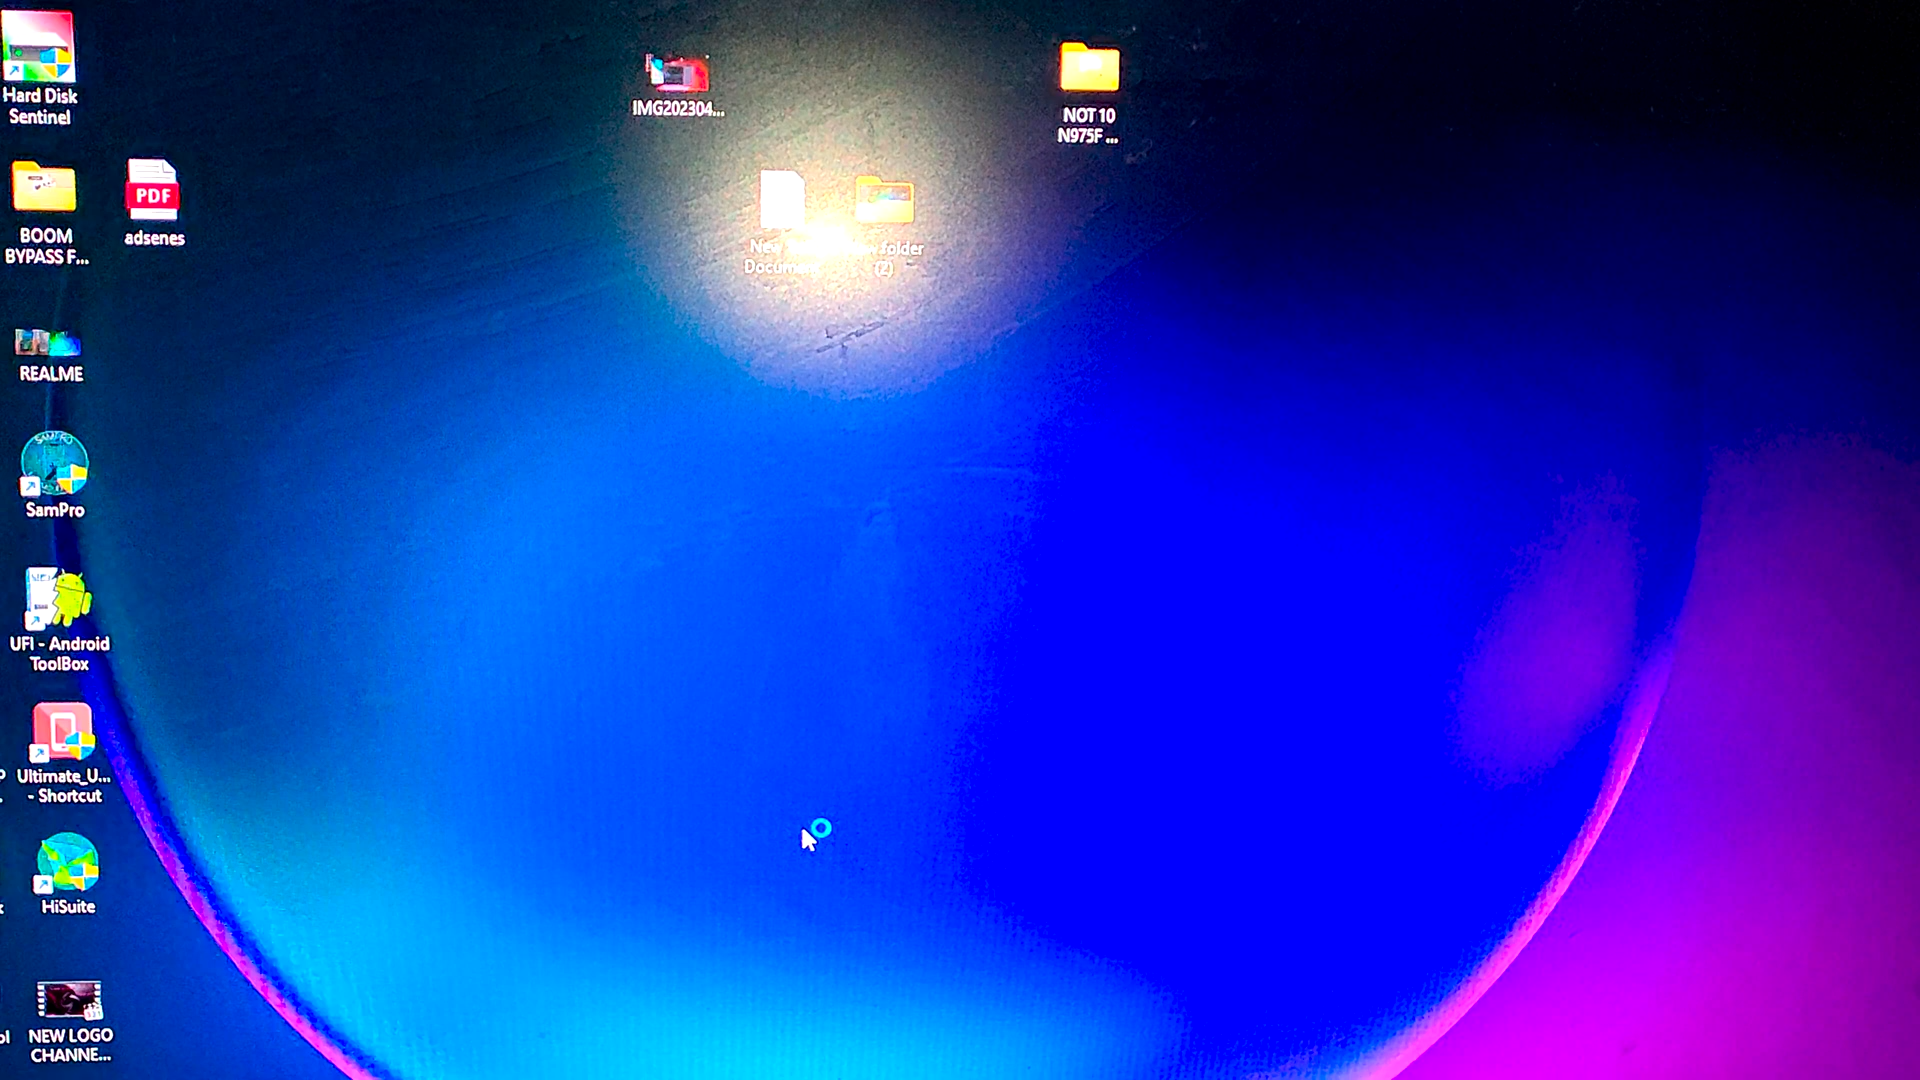 Hard Disk
Sentinel
IMG202304...
NOT 10
N975F ...
BOOM
BYPASS F...
PDF
adsenes
New
Document
folder
(2)
REALME
SamPro
UFI - Android
ToolBox
Ultimate_U...
- Shortcut
HiSuite
NEW LOGO
CHANNE...